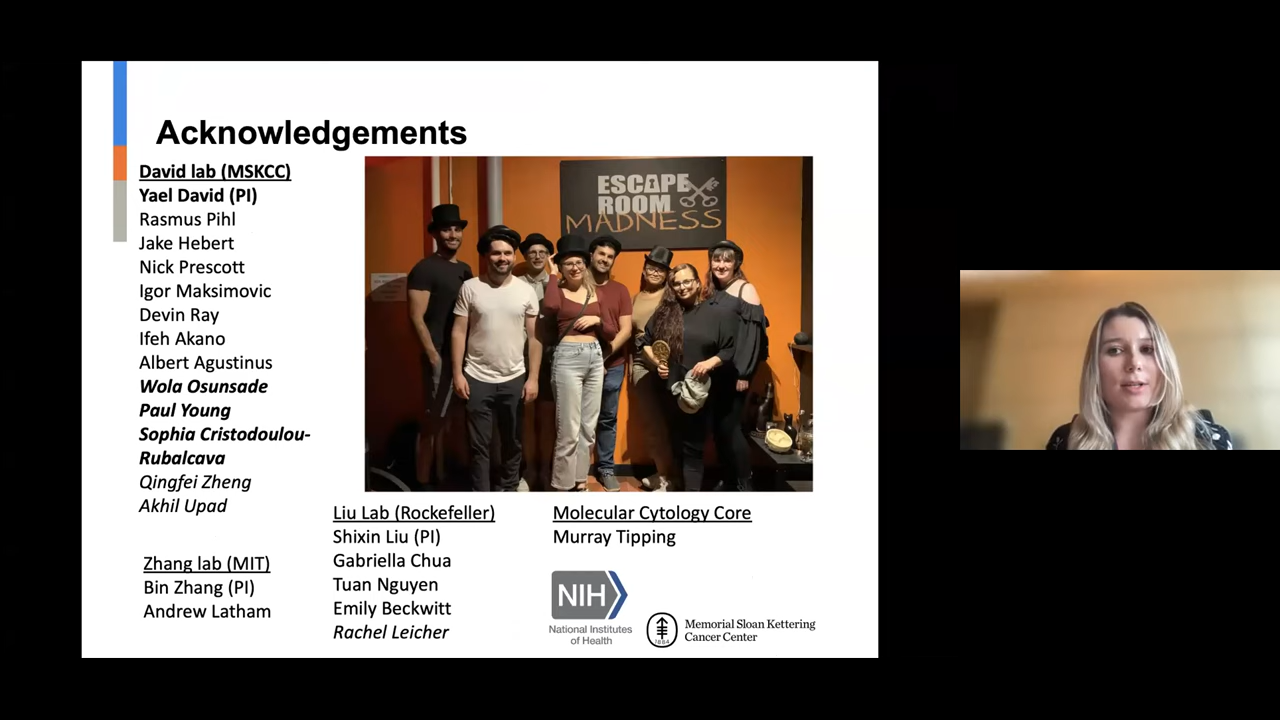 Acknowledgements
David lab (MSKCC)
Yael David (PI)
Rasmus Pihl
Jake Hebert
Nick Prescott
Igor Maksimovic
Devin Ray
Ifeh Akano
Albert Agustinus
Wola Osunsade
Paul Young
Sophia Cristodoulou-
Rubalcava
Qingfei Zheng
Akhil Upad
Zhang lab (MIT)
Bin Zhang (PI)
Andrew Latham
ESCAPE
ROOM
MADNESS
Liu Lab (Rockefeller)
Shixin Liu (PI)
Gabriella Chua
Tuan Nguyen
Emily Beckwitt
Rachel Leicher
Molecular Cytology Core
Murray Tipping
NIH
National Institutes
of Health
1884
Memorial Sloan Kettering
Cancer Center